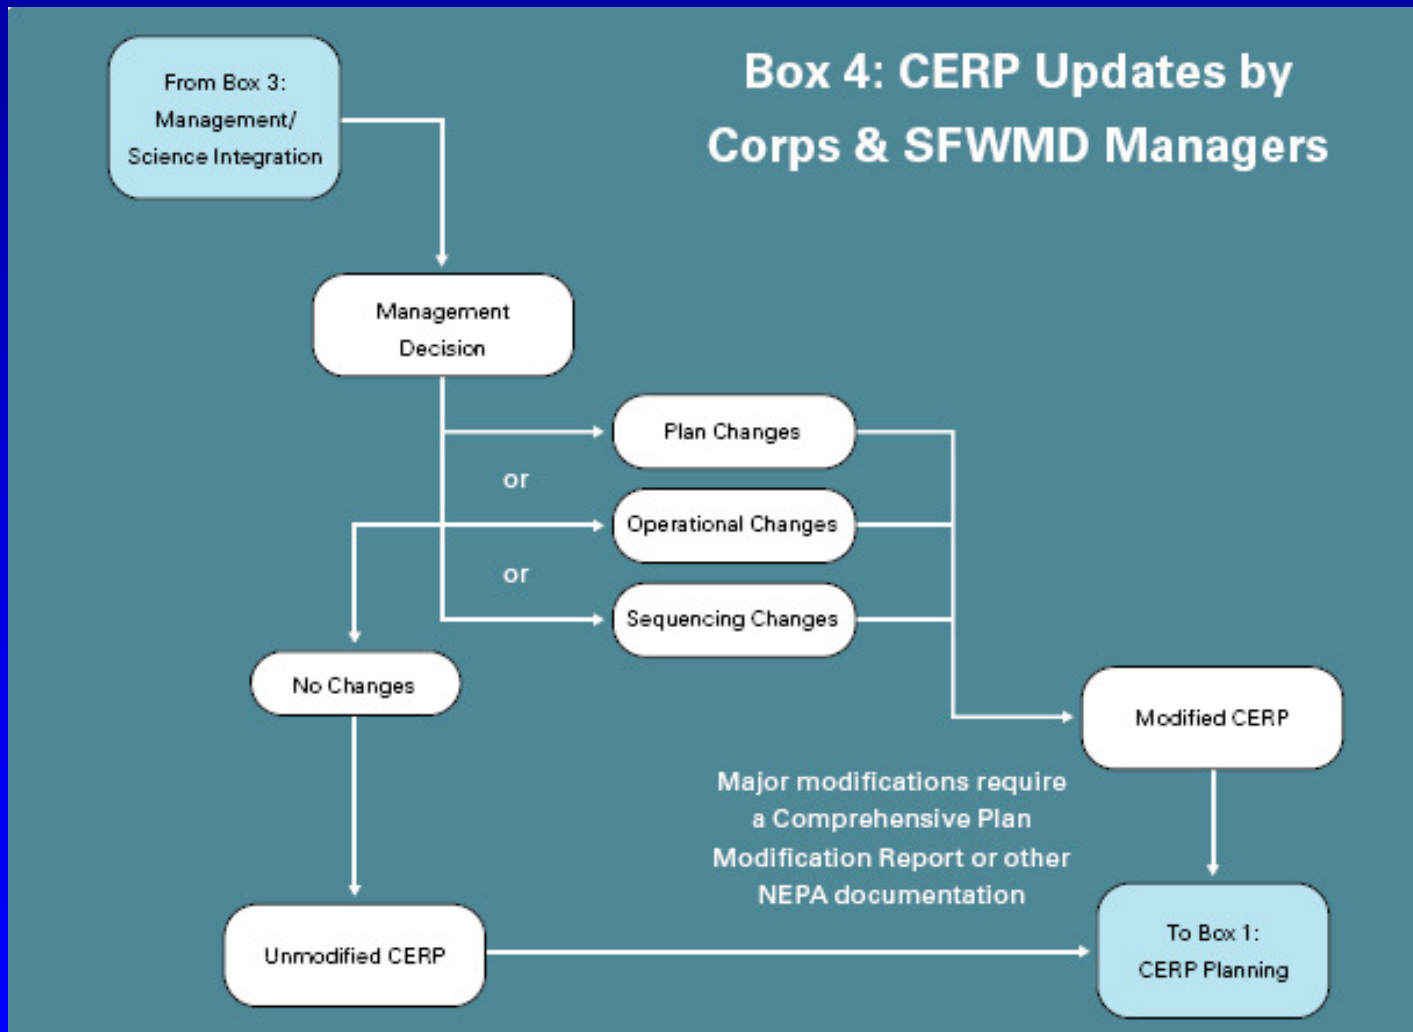 From Box 3:
Management/
Science Integration
Box 4: CERP Updates by
Corps & SFWMD Managers
Management
Decision
Plan Changes
or
Operational Changes
or
Sequencing Changes
No Changes
Modified CERP
Major modifications require
a Comprehensive Plan
Modification Report or other
NEPA documentation
Unmodified CERP
To Box 1:
CERP Planning